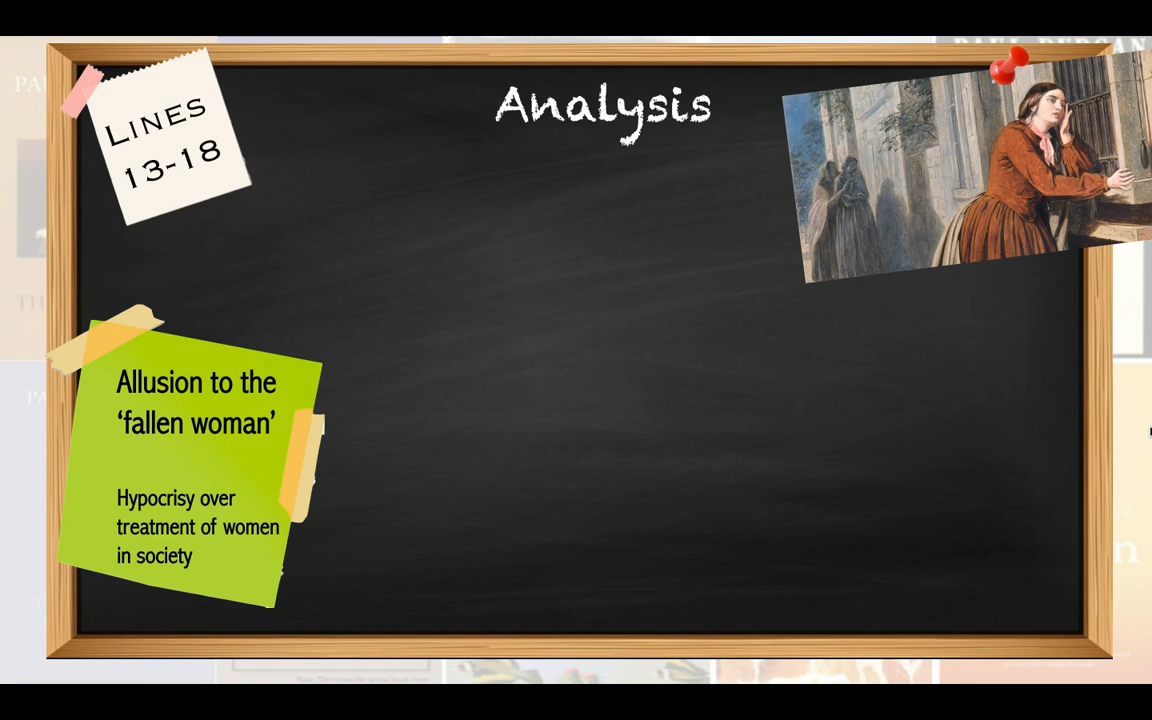 Analysis
LINES
13-18
Allusion to the
‘fallen woman’
Hypocrisy over
treatment of women
in society